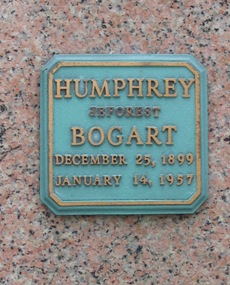 HUMPHREY
DEFOREST
BOGART
DECEMBER 25, 1899
JANUARY 14, 1957